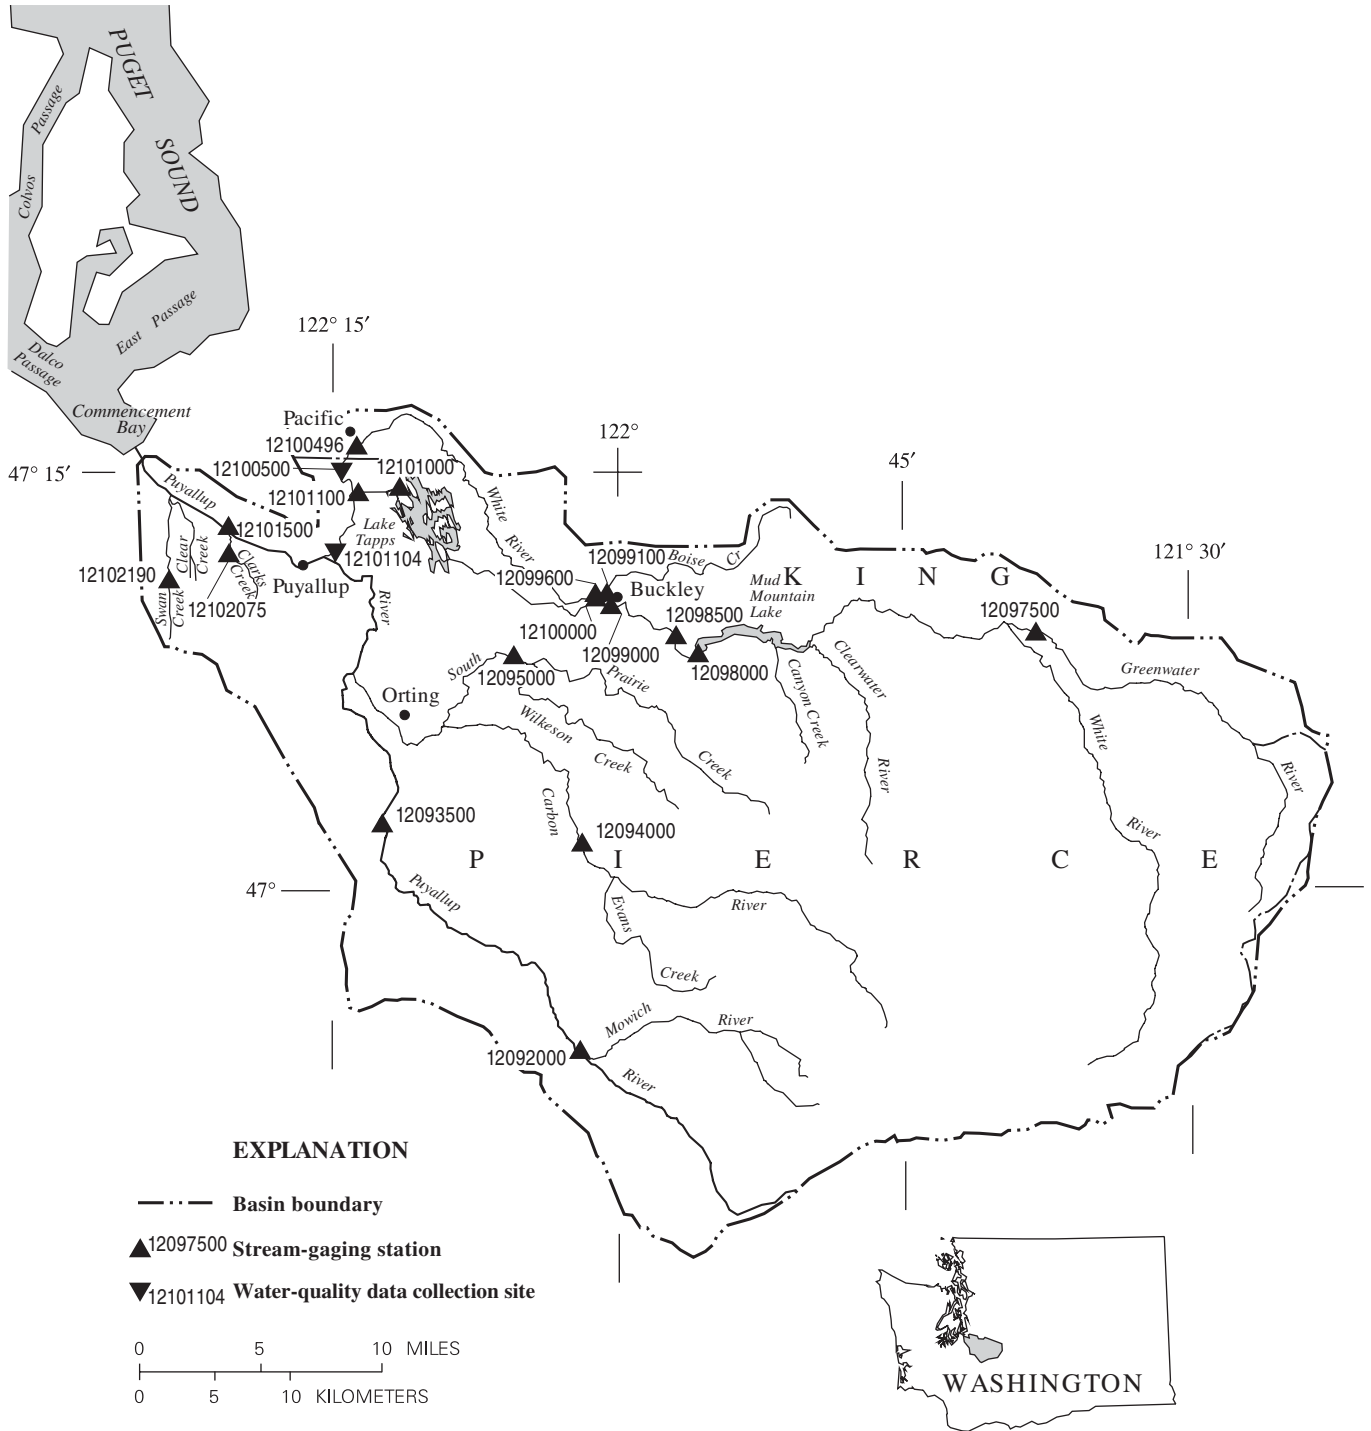 PUGET
SOUND
Colvos
Passage
East Passage
Dalco
Passage
Commencement
Bay
122° 15′
Pacific
12100496
122°
47° 15′
12100500
12101000
45′
Puyallup
12101100
White
River
Lake
Tapps
12101500
12101104
Clear
Creek
Clarks
Creek
12099100
Boise
Cr
121° 30′
12102190
Puyallup
12099600
Buckley
KING
Mud
Mountain
Lake
12097500
Swan
Creek
12102075
River
12100000
12098500
12099000
12098000
South
Prairie
Creek
12095000
Canyon Creek
Clearwater
River
Greenwater
River
Orting
Wilkeson
Creek
White
River
Carbon
River
12093500
12094000
PIERCE
47°
Puyallup
River
Evans
Creek
Mowich
River
12092000
EXPLANATION
Basin boundary
12097500 Stream-gaging station
12101104 Water-quality data collection site
0 5 10 MILES
0 5 10 KILOMETERS
WASHINGTON